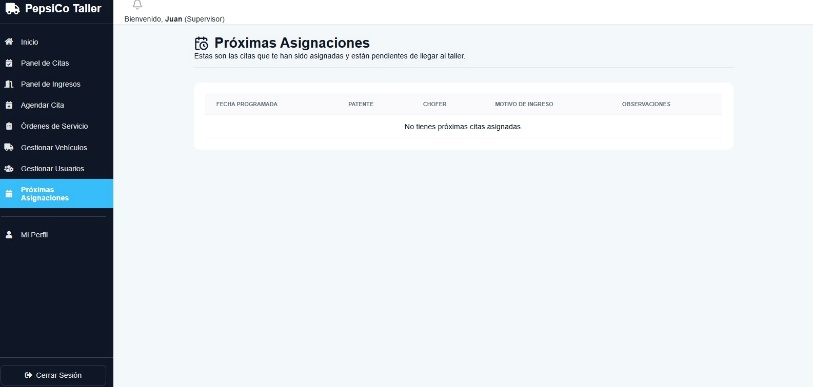 PepsiCo Taller
Bienvenido, Juan (Supervisor)
Inicio
Panel de Citas
Panel de Ingresos
Agendar Cita
Órdenes de Servicio
Gestionar Vehículos
Gestionar Usuarios
Próximas
Asignaciones
Mi Perfil
Cerrar Sesión
Próximas Asignaciones
Estas son las citas que te han sido asignadas y están pendientes de llegar al taller.
FECHA PROGRAMADA PATENTE CHOFER MOTIVO DE INGRESO OBSERVACIONES
No tienes próximas citas asignadas